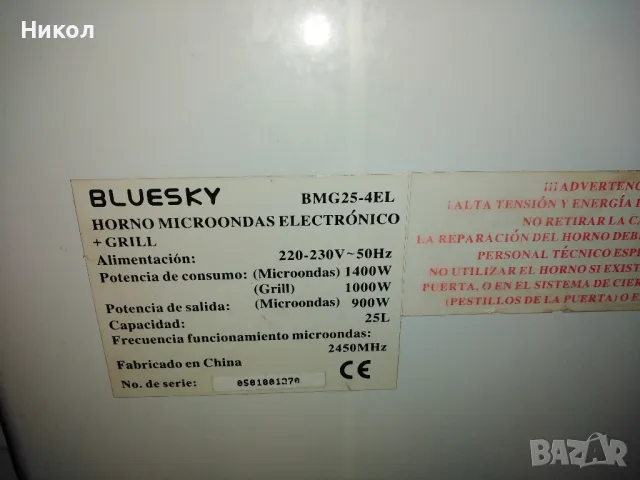 Никол
BLUESKY BMG25-4EL
HORNO MICROONDAS ELECTRÓNICO
+ GRILL
Alimentación: 220-230V~50Hz
Potencia de consumo: (Microondas) 1400W
(Grill) 1000W
Potencia de salida: (Microondas) 900W
Capacidad: 25L
Frecuencia funcionamiento microondas:
2450MHz
Fabricado en China
No. de serie: 0501001270
CE
¡¡¡ADVERTENC
¡ALTA TENSIÓN Y ENERGÍA
NO RETIRAR LA CA
LA REPARACIÓN DEL HORNO DEBE
PERSONAL TÉCNICO ESPE
NO UTILIZAR EL HORNO SI EXIST
PUERTA, O EN EL SISTEMA DE CIER
(PESTILLOS DE LA PUERTA) O E
BAZAR